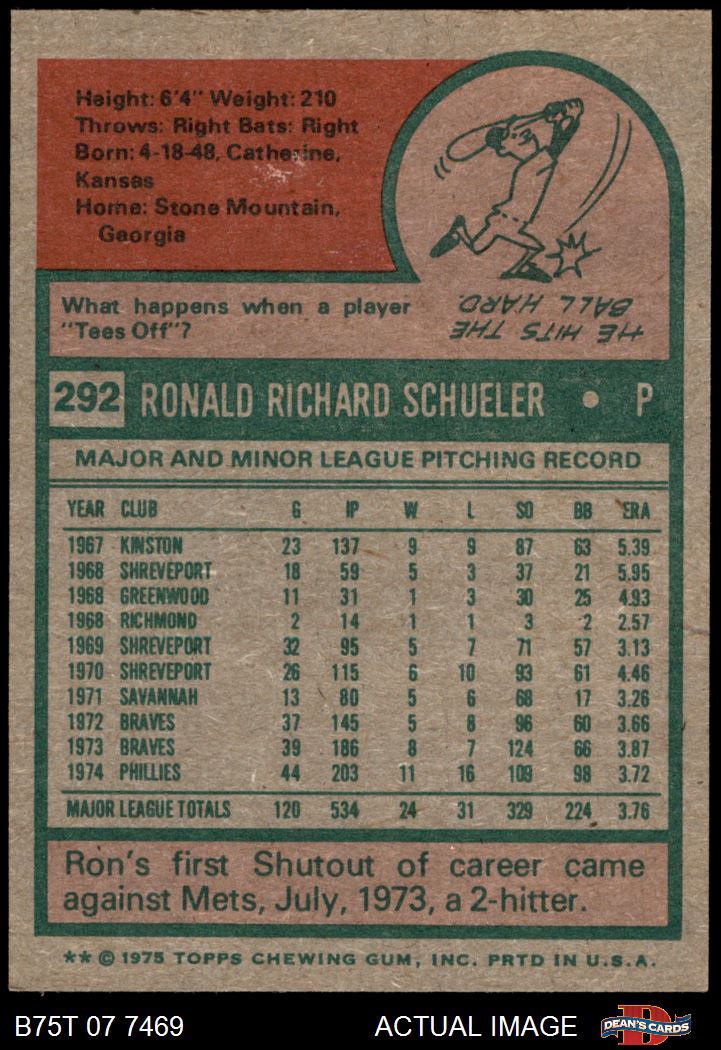 Height: 6'4" Weight: 210
Throws: Right Bats: Right
Born: 4-18-48, Catherine,
Kansas
Home: Stone Mountain,
Georgia
What happens when a player
"Tees Off"?
HE HITS THE
BALL HARD.
292 RONALD RICHARD SCHUELER • P
MAJOR AND MINOR LEAGUE PITCHING RECORD
YEAR CLUB G IP W L SO BB ERA
1967 KINSTON 23 137 9 9 87 63 5.39
1968 SHREVEPORT 18 59 5 3 37 21 5.95
1968 GREENWOOD 11 31 1 3 30 25 4.93
1968 RICHMOND 2 14 1 1 3 2 2.57
1969 SHREVEPORT 32 95 5 7 71 57 3.13
1970 SHREVEPORT 26 115 6 10 93 61 4.46
1971 SAVANNAH 13 80 5 6 68 17 3.26
1972 BRAVES 37 145 5 8 96 60 3.66
1973 BRAVES 39 186 8 7 124 66 3.87
1974 PHILLIES 44 203 11 16 109 98 3.72
MAJOR LEAGUE TOTALS 120 534 24 31 329 224 3.76
Ron's first Shutout of career came
against Mets, July, 1973, a 2-hitter.
** © 1975 TOPPS CHEWING GUM, INC. PRTD IN U.S.A.
B75T 07 7469 ACTUAL IMAGE DEAN'S CARDS